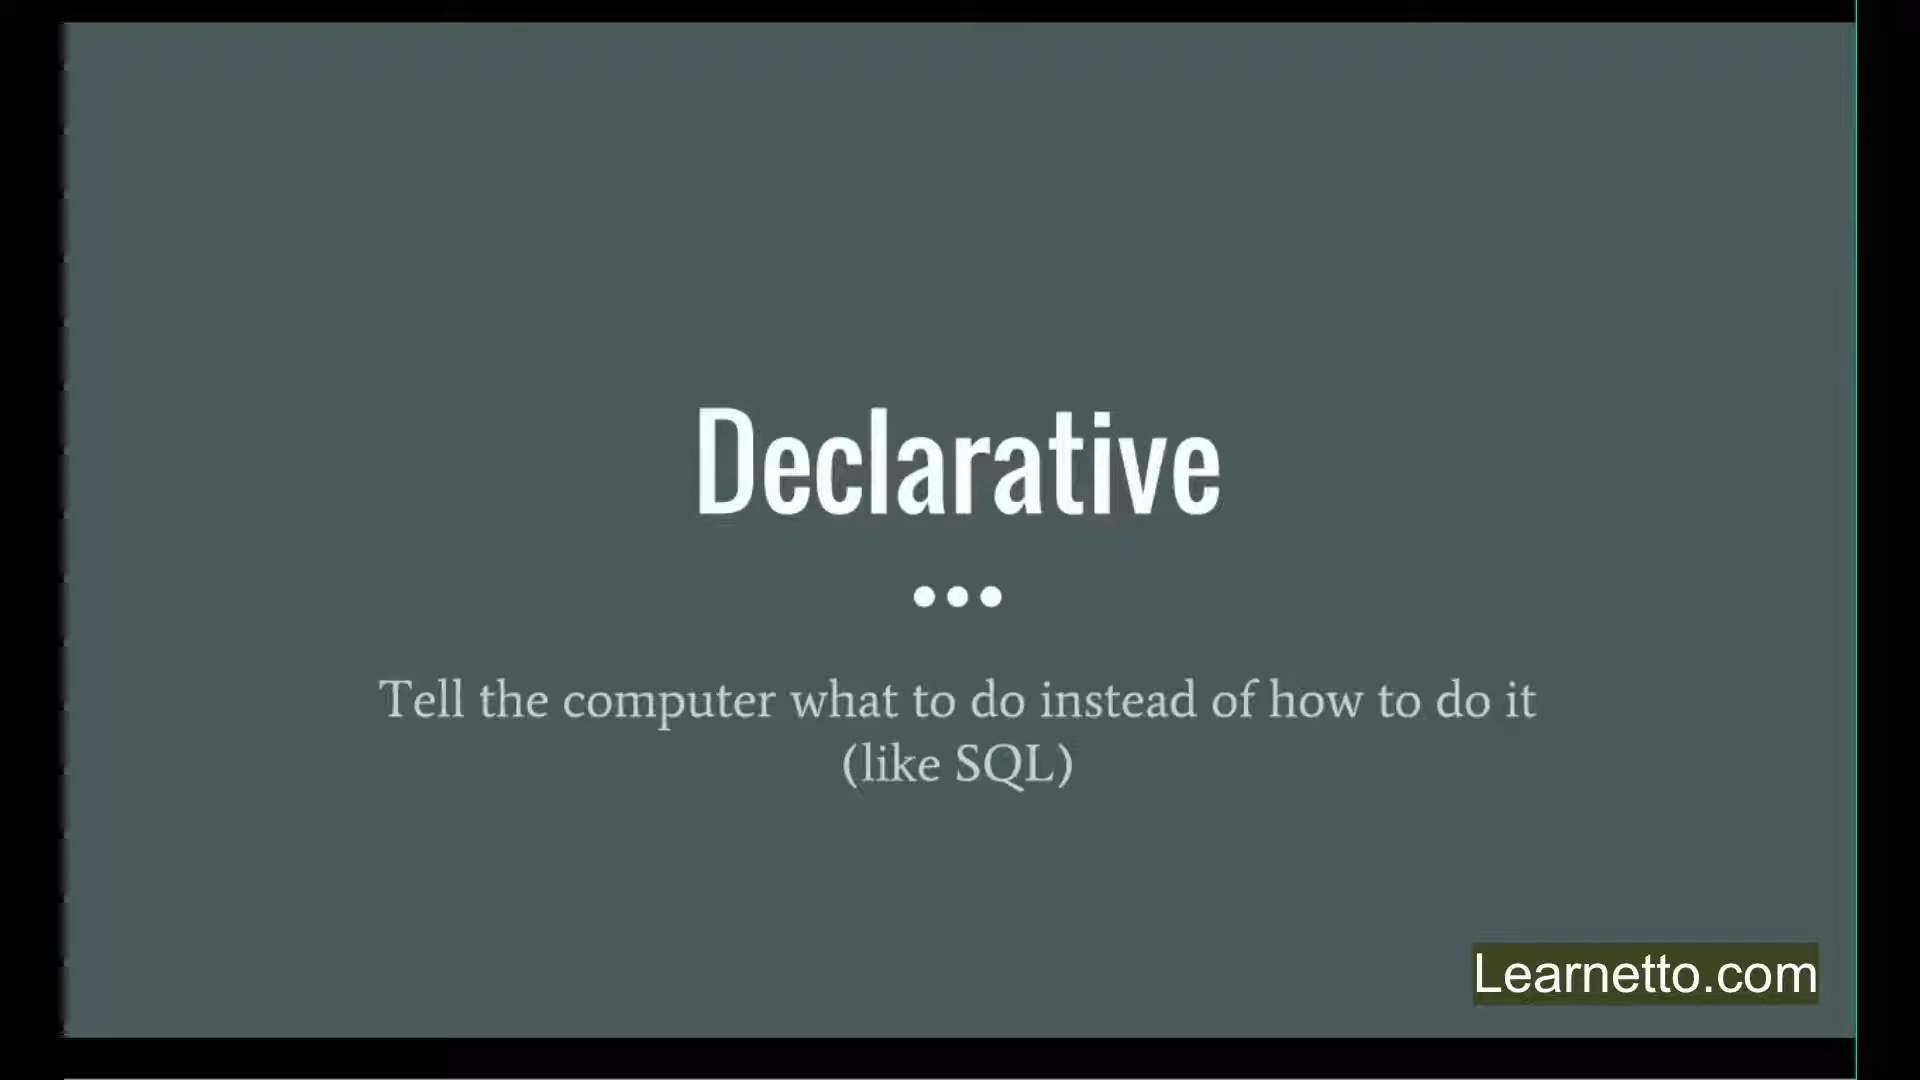 Declarative
Tell the computer what to do instead of how to do it
(like SQL)
Learnetto.com